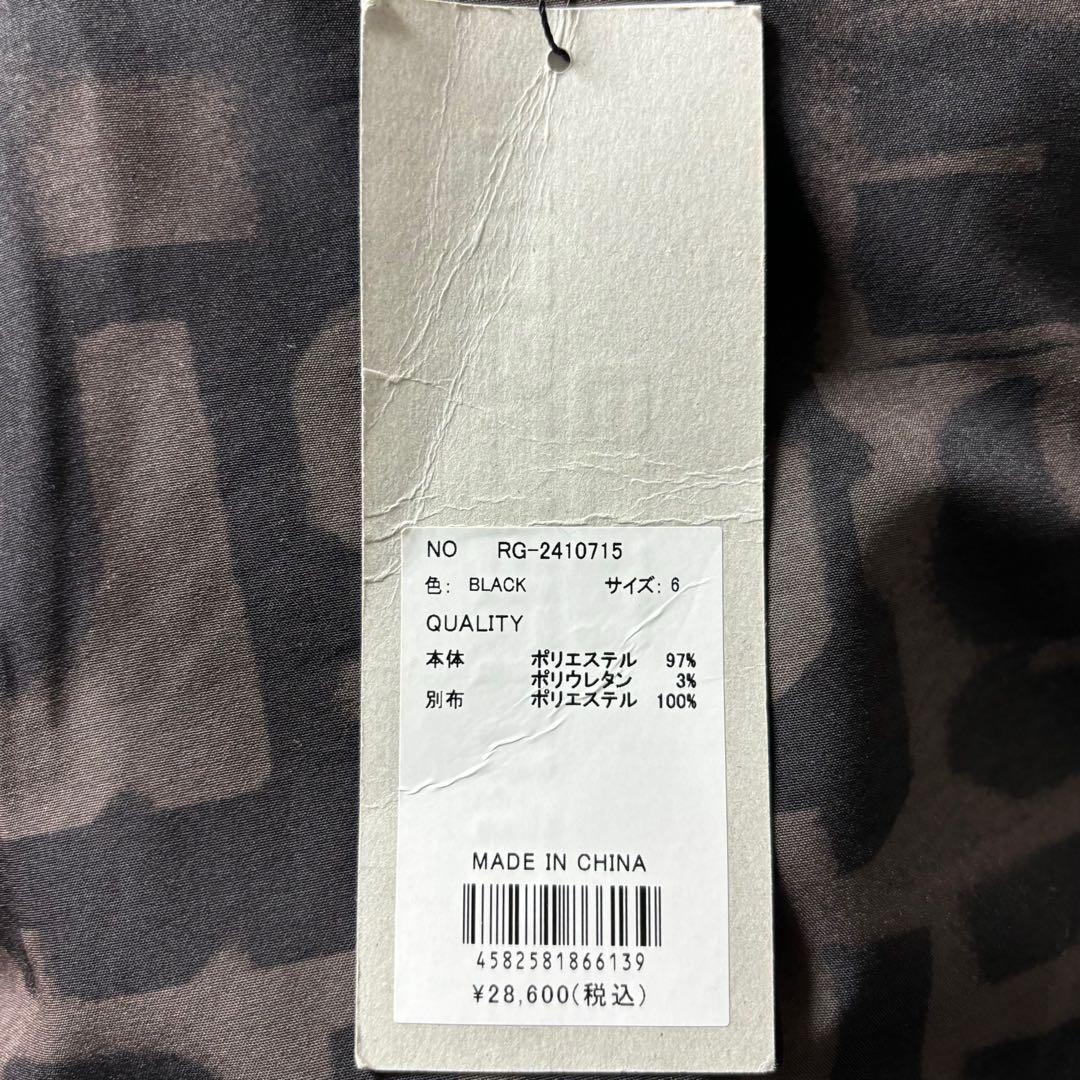 NO RG-2410715
色: BLACK サイズ: 6
QUALITY
本体 ポリエステル 97%
ポリウレタン 3%
別布 ポリエステル 100%
MADE IN CHINA
4582581866139
¥28,600(税込)